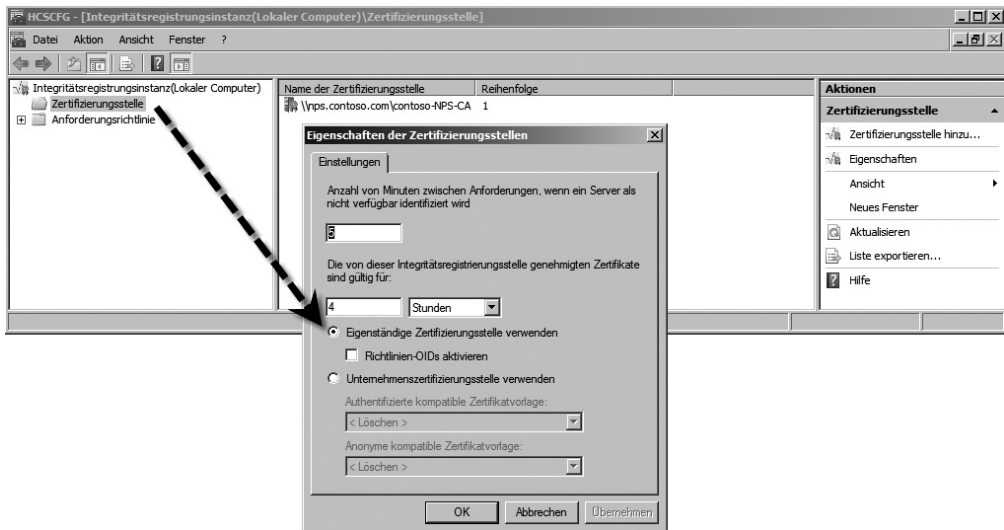 HCSCFG - [Integritätsregistrungsinstanz(Lokaler Computer)\Zertifizierungsstelle]
Datei Aktion Ansicht Fenster ?
Integritätsregistrungsinstanz(Lokaler Computer)
Zertifizierungsstelle
Anforderungsrichtlinie
Name der Zertifizierungsstelle Reihenfolge
\\nps.contoso.com\contoso-NPS-CA 1
Eigenschaften der Zertifizierungsstellen
Einstellungen
Anzahl von Minuten zwischen Anforderungen, wenn ein Server als
nicht verfügbar identifiziert wird
5
Die von dieser Integritätsregistrierungsstelle genehmigten Zertifikate
sind gültig für:
4 Stunden
Eigenständige Zertifizierungsstelle verwenden
Richtlinien-OIDs aktivieren
Unternehmenszertifizierungsstelle verwenden
Authentifizierte kompatible Zertifikatvorlage:
< Löschen >
Anonyme kompatible Zertifikatvorlage:
< Löschen >
OK Abbrechen Übernehmen
Aktionen
Zertifizierungsstelle
Zertifizierungsstelle hinzu...
Eigenschaften
Ansicht
Neues Fenster
Aktualisieren
Liste exportieren...
Hilfe